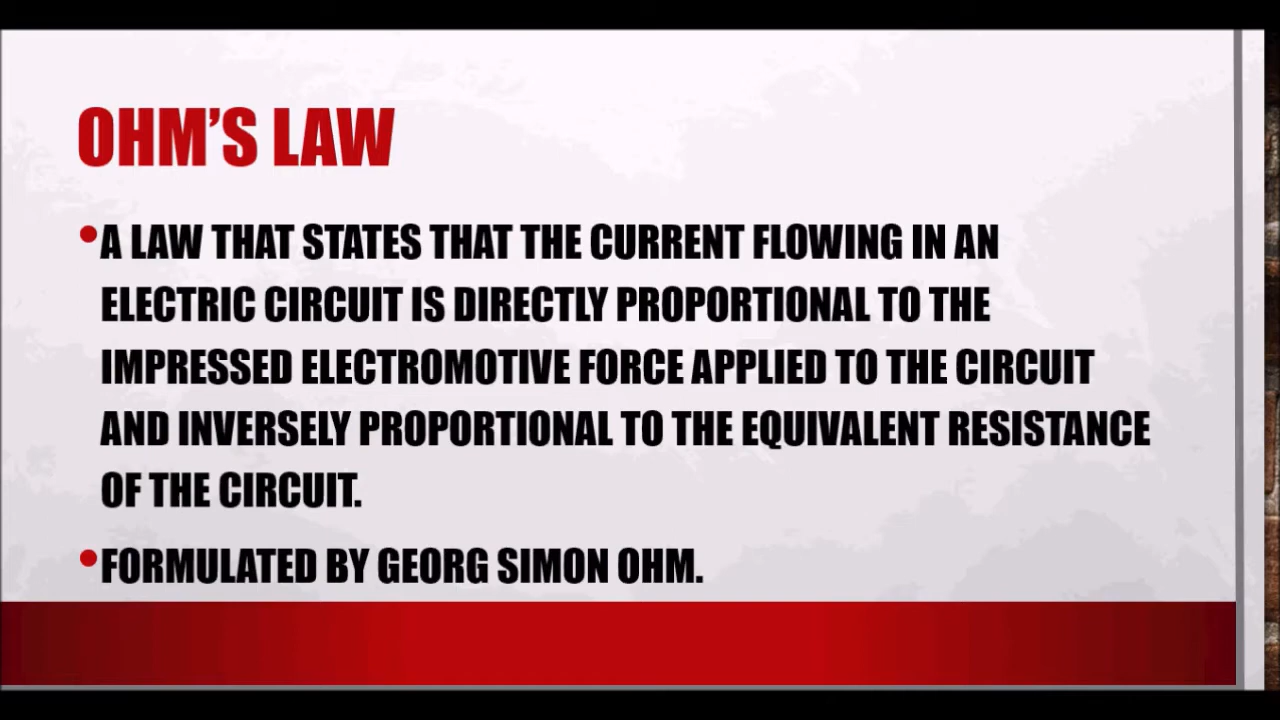 OHM'S LAW
•A LAW THAT STATES THAT THE CURRENT FLOWING IN AN
ELECTRIC CIRCUIT IS DIRECTLY PROPORTIONAL TO THE
IMPRESSED ELECTROMOTIVE FORCE APPLIED TO THE CIRCUIT
AND INVERSELY PROPORTIONAL TO THE EQUIVALENT RESISTANCE
OF THE CIRCUIT.
•FORMULATED BY GEORG SIMON OHM.